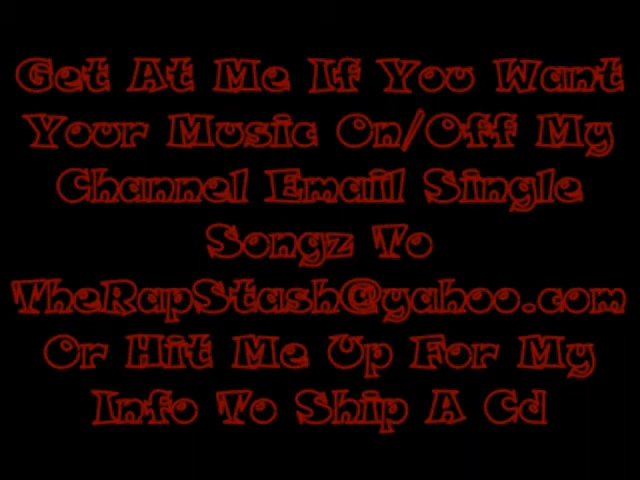 Get At Me If You Want
Your Music On/Off My
Channel Email Single
Songz To
TheRapStash@yahoo.com
Or Hit Me Up For My
Info To Ship A Cd